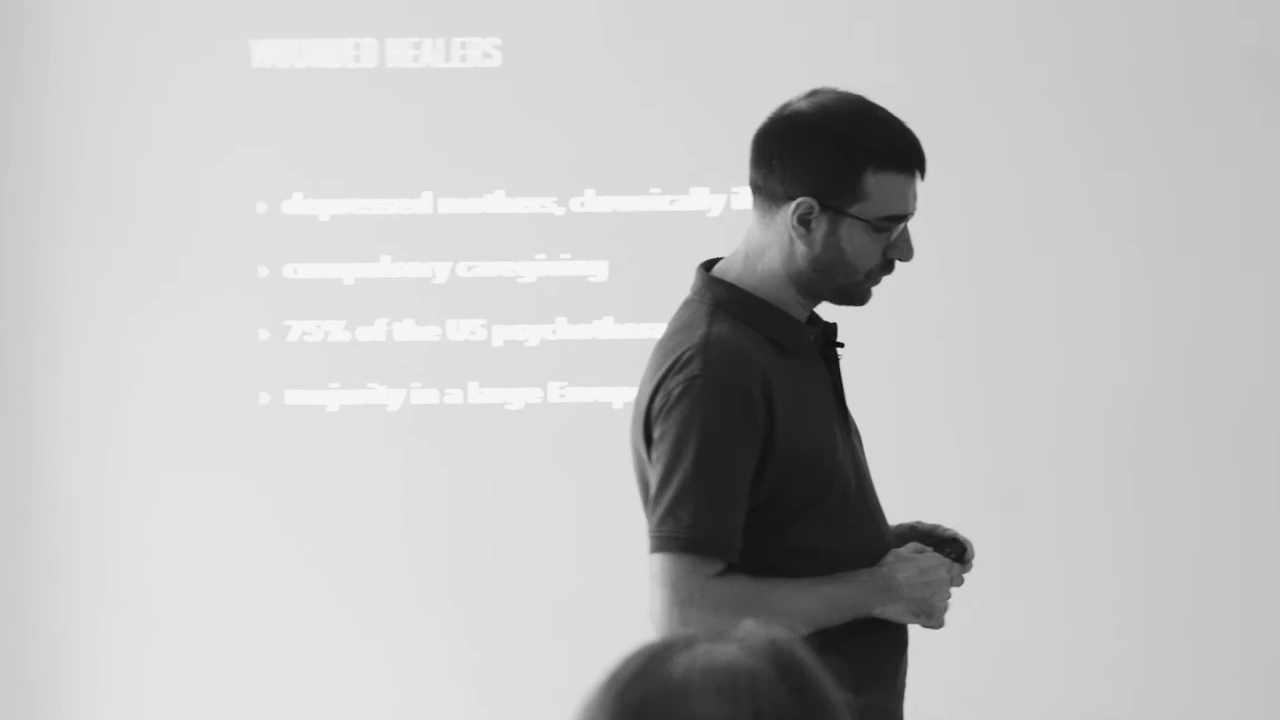 WOUNDED HEALERS
depressed mothers, chronically
compulsory caregiving
75% of the US
majority in a large